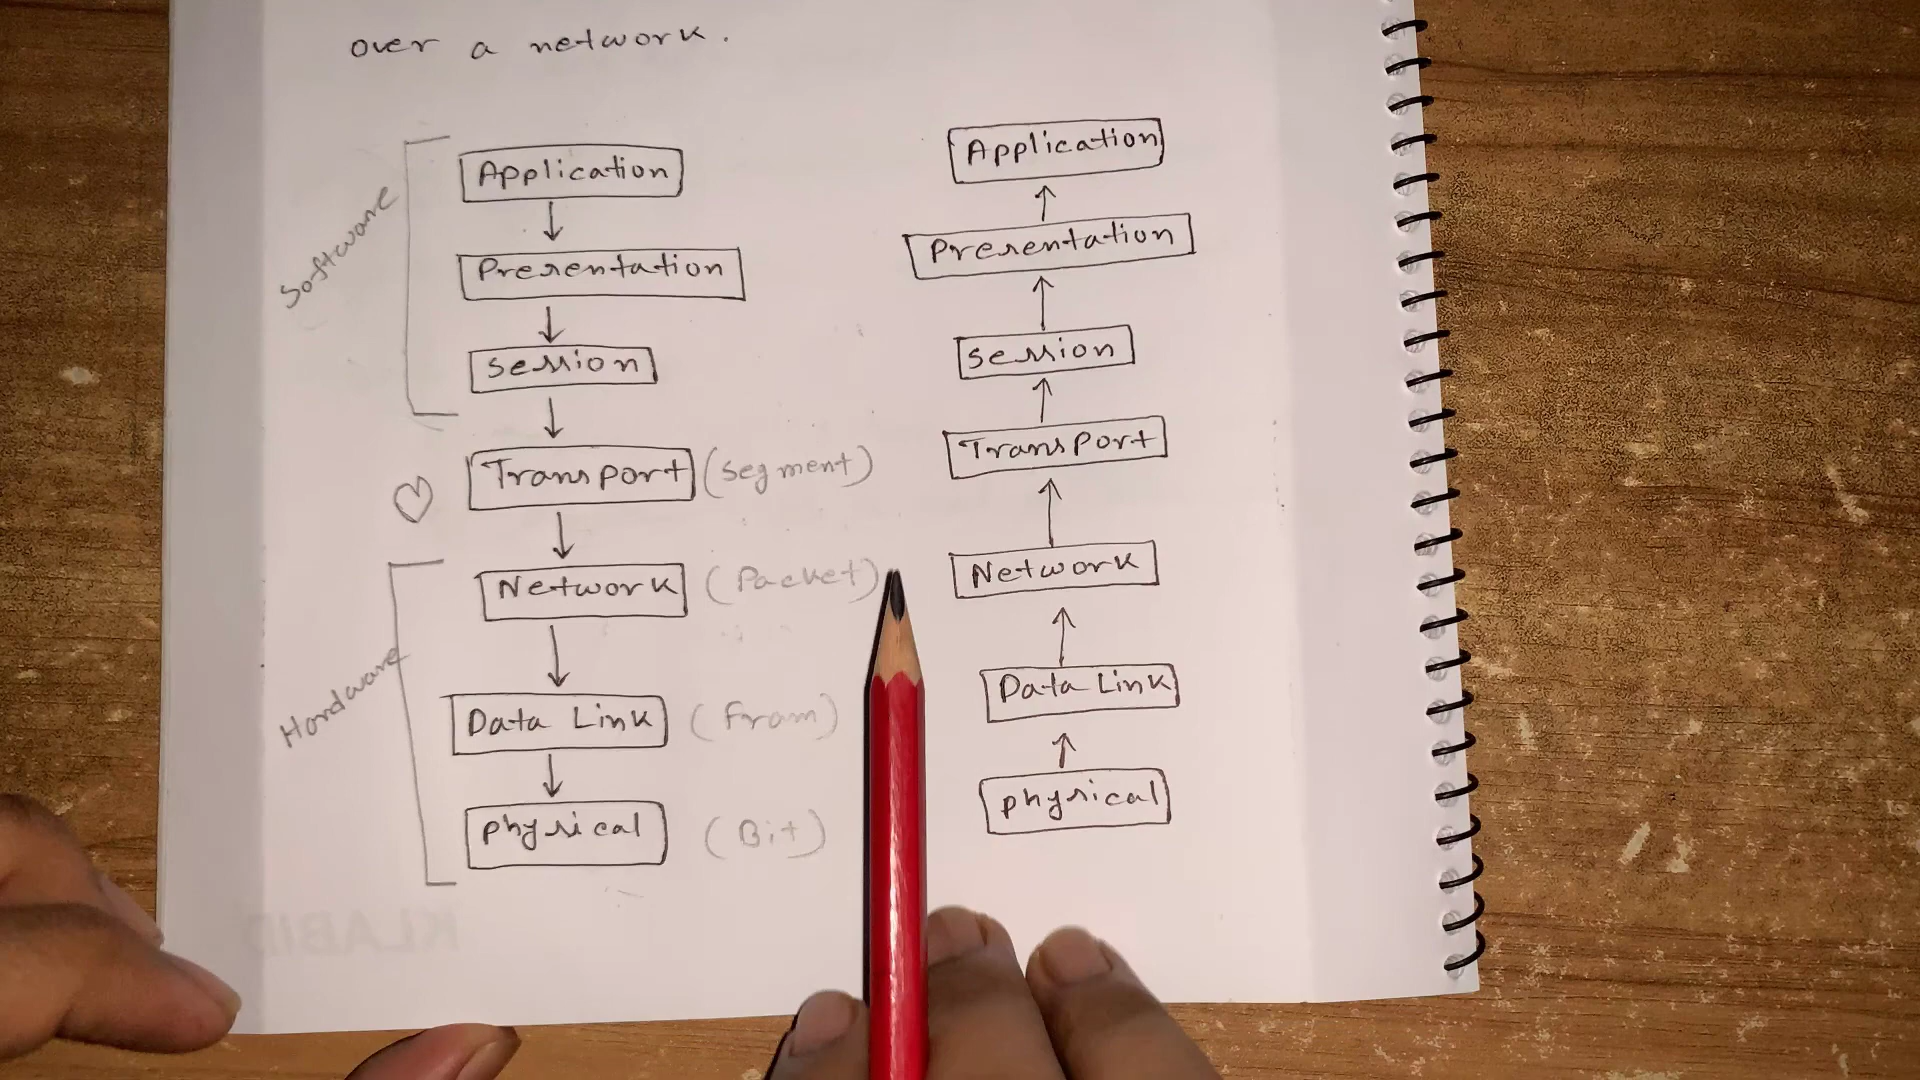 over a network.
Software
Application
Presentation
Session
Transport (Segment)
Hardware
Network (Packet)
Data Link (Fram)
Physical (Bit)
Application
Presentation
Session
Transport
Network
Data Link
Physical
KLABID